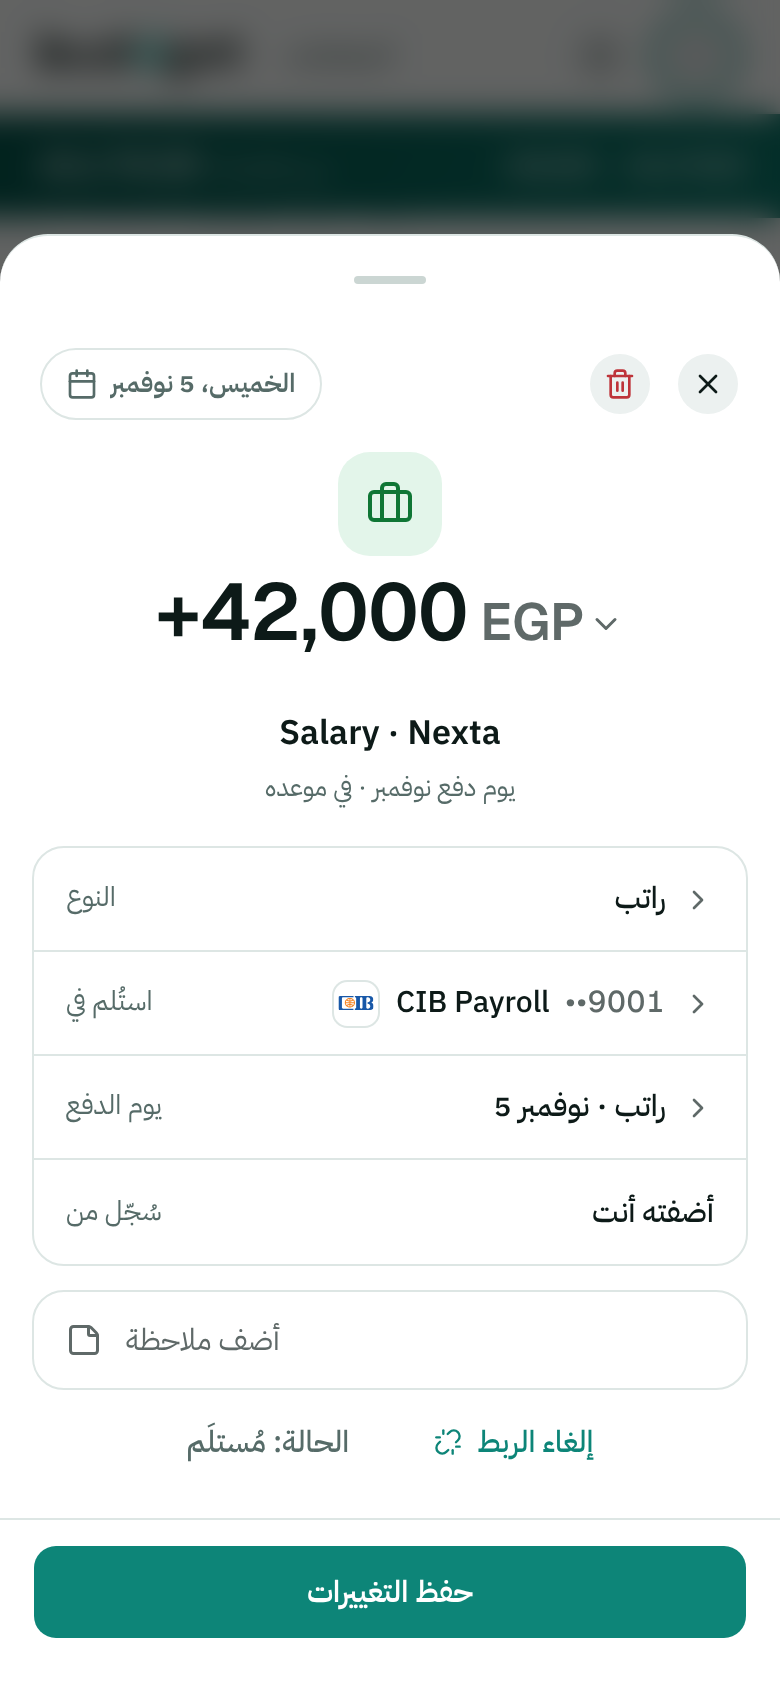 الخميس، 5 نوفمبر
+42,000 EGP
Salary · Nexta
يوم دفع نوفمبر · في موعده
النوع راتب
استُلم في CIB CIB Payroll ••9001
يوم الدفع راتب · نوفمبر 5
سُجّل من أضفته أنت
أضف ملاحظة
الحالة: مُستلَم إلغاء الربط
حفظ التغييرات